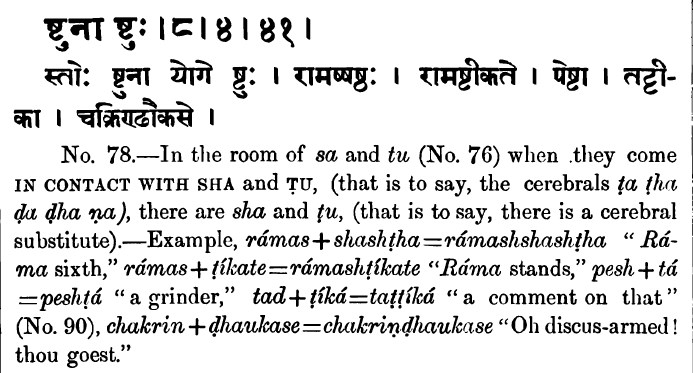 ष्टुना ष्टुः । ८ । ४ । ४१ ।
स्तोः ष्टुना योगे ष्टुः । रामष्षष्ठः । रामष्टीकते । पेष्टा । तट्टी-
का । चक्रिण्ढौकसे ।
No. 78.—In the room of sa and tu (No. 76) when .they come
IN CONTACT WITH SHA and ṬU, (that is to say, the cerebrals ṭa ṭha
ḍa ḍha ṇa), there are sha and ṭu, (that is to say, there is a cerebral
substitute).—Example, rámas+shashṭha=rámashshashṭha “ Rá-
ma sixth,” rámas+ṭíkate=rámashṭíkate “Ráma stands,” pesh+tá
=peshṭá “a grinder,” tad+ṭíká=taṭṭíká “a comment on that”
(No. 90), chakrin+ḍhaukase=chakriṇḍhaukase “Oh discus-armed!
thou goest.”